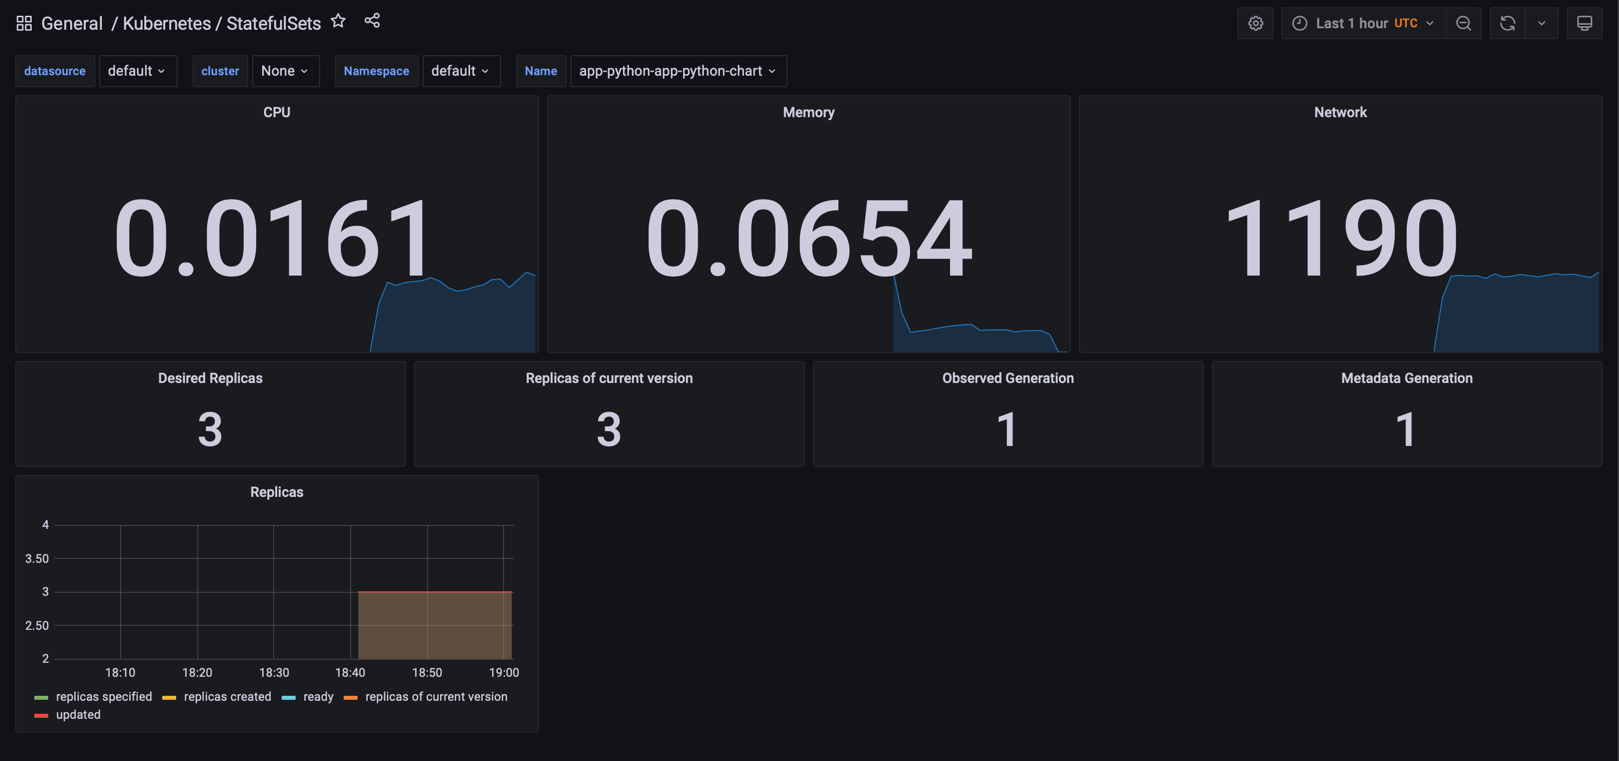 General / Kubernetes / StatefulSets
Last 1 hour UTC
datasource default cluster None Namespace default Name app-python-app-python-chart
CPU
0.0161
Memory
0.0654
Network
1190
Desired Replicas
3
Replicas of current version
3
Observed Generation
1
Metadata Generation
1
Replicas
4
3.50
3
2.50
2
18:10 18:20 18:30 18:40 18:50 19:00
replicas specified replicas created ready replicas of current version
updated